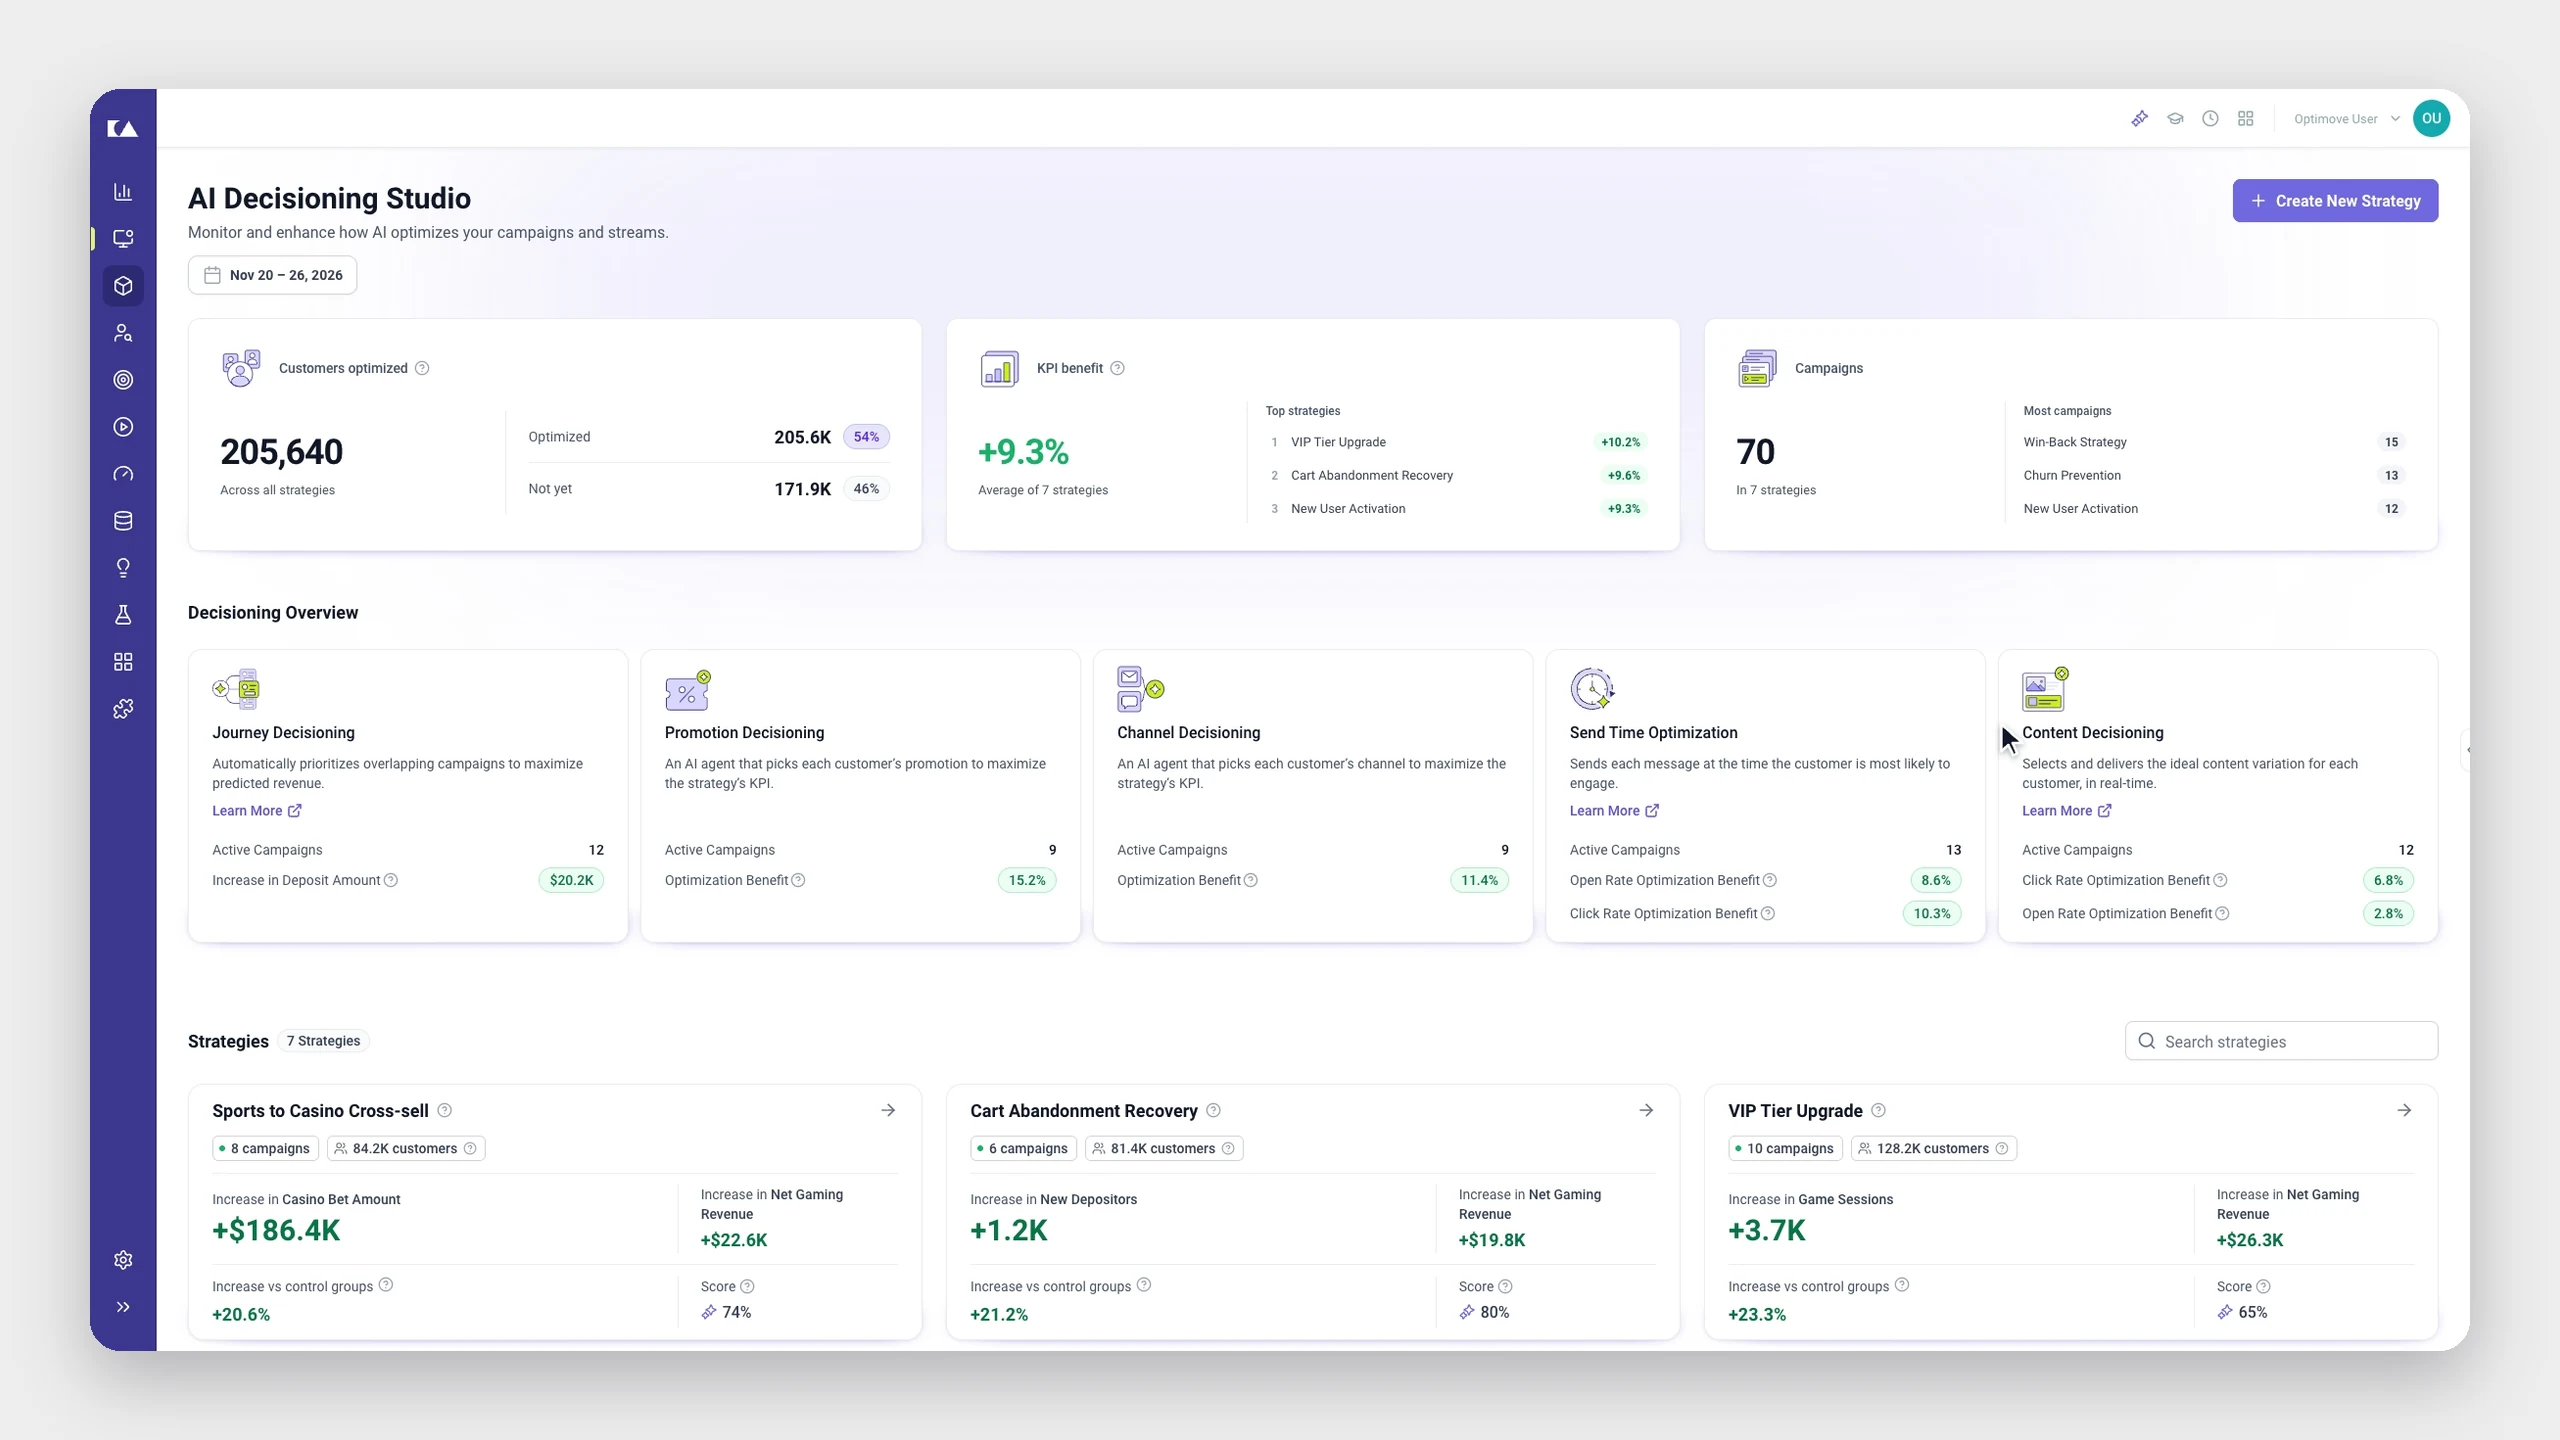 Optimove User
OU
AI Decisioning Studio
+ Create New Strategy
Monitor and enhance how AI optimizes your campaigns and streams.
Nov 20 – 26, 2026
Customers optimized
205,640
Across all strategies
Optimized 205.6K 54%
Not yet 171.9K 46%
KPI benefit
+9.3%
Average of 7 strategies
Top strategies
1 VIP Tier Upgrade +10.2%
2 Cart Abandonment Recovery +9.6%
3 New User Activation +9.3%
Campaigns
70
In 7 strategies
Most campaigns
Win-Back Strategy 15
Churn Prevention 13
New User Activation 12
Decisioning Overview
Journey Decisioning
Automatically prioritizes overlapping campaigns to maximize
predicted revenue.
Learn More
Active Campaigns 12
Increase in Deposit Amount $20.2K
Promotion Decisioning
An AI agent that picks each customer's promotion to maximize
the strategy's KPI.
Active Campaigns 9
Optimization Benefit 15.2%
Channel Decisioning
An AI agent that picks each customer's channel to maximize the
strategy's KPI.
Active Campaigns 9
Optimization Benefit 11.4%
Send Time Optimization
Sends each message at the time the customer is most likely to
engage.
Learn More
Active Campaigns 13
Open Rate Optimization Benefit 8.6%
Click Rate Optimization Benefit 10.3%
Content Decisioning
Selects and delivers the ideal content variation for each
customer, in real-time.
Learn More
Active Campaigns 12
Click Rate Optimization Benefit 6.8%
Open Rate Optimization Benefit 2.8%
Strategies 7 Strategies
Search strategies
Sports to Casino Cross-sell
8 campaigns 84.2K customers
Increase in Casino Bet Amount
+$186.4K
Increase in Net Gaming
Revenue
+$22.6K
Increase vs control groups
+20.6%
Score
74%
Cart Abandonment Recovery
6 campaigns 81.4K customers
Increase in New Depositors
+1.2K
Increase in Net Gaming
Revenue
+$19.8K
Increase vs control groups
+21.2%
Score
80%
VIP Tier Upgrade
10 campaigns 128.2K customers
Increase in Game Sessions
+3.7K
Increase in Net Gaming
Revenue
+$26.3K
Increase vs control groups
+23.3%
Score
65%